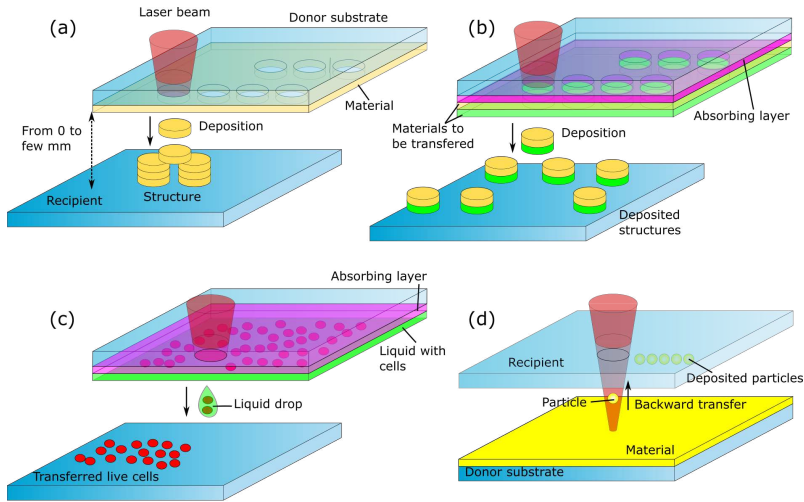 (a)
Laser beam
Donor substrate
Material
From 0 to
few mm
Deposition
Recipient
Structure
(b)
Absorbing layer
Materials to
be transfered
Deposition
Deposited
structures
(c)
Absorbing layer
Liquid with
cells
Liquid drop
Transferred live cells
(d)
Recipient
Deposited particles
Particle
Backward transfer
Material
Donor substrate